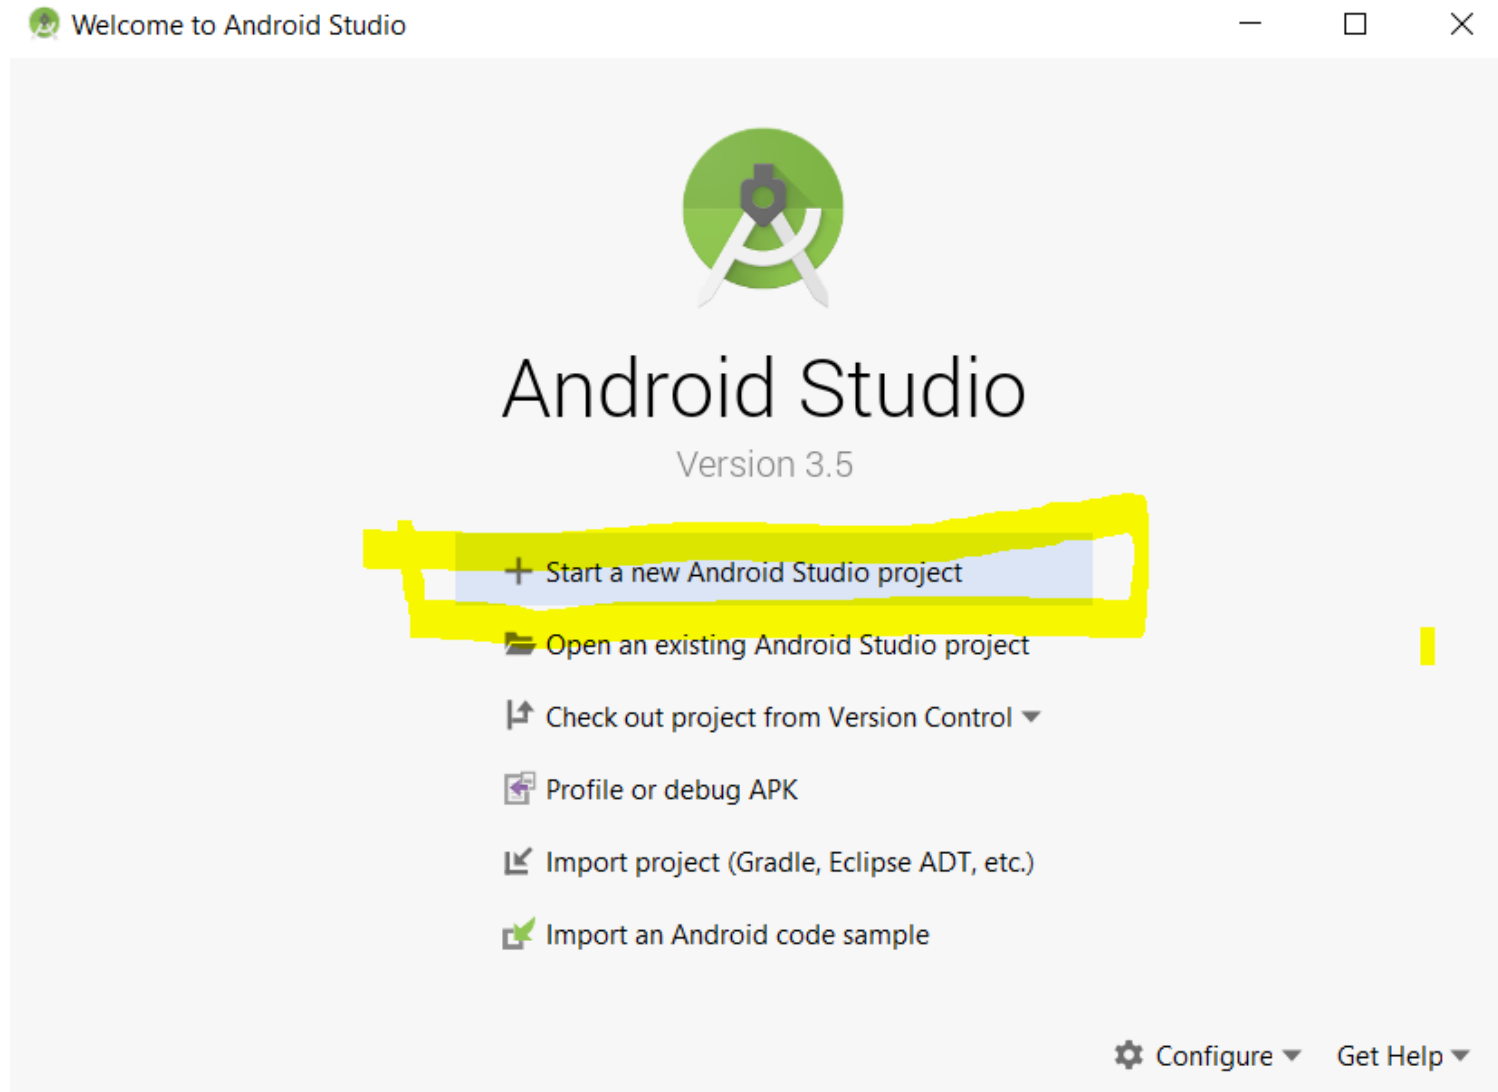 Welcome to Android Studio
Android Studio
Version 3.5
Start a new Android Studio project
Open an existing Android Studio project
Check out project from Version Control
Profile or debug APK
Import project (Gradle, Eclipse ADT, etc.)
Import an Android code sample
Configure Get Help